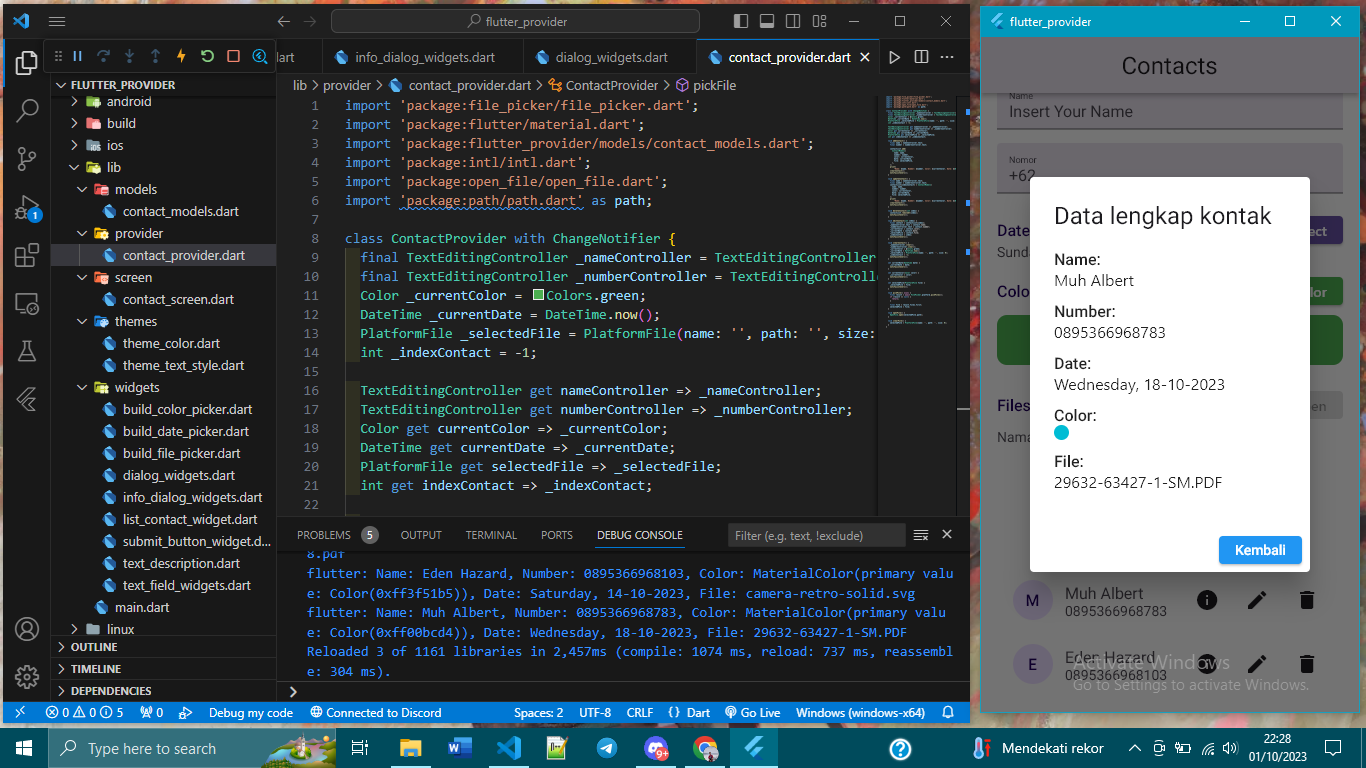 flutter_provider
FLUTTER_PROVIDER
android
build
ios
lib
models
contact_models.dart
provider
contact_provider.dart
screen
contact_screen.dart
themes
theme_color.dart
theme_text_style.dart
widgets
build_color_picker.dart
build_date_picker.dart
build_file_picker.dart
dialog_widgets.dart
info_dialog_widgets.dart
list_contact_widget.dart
submit_button_widget.d...
text_description.dart
text_field_widgets.dart
main.dart
linux
OUTLINE
TIMELINE
DEPENDENCIES
1
art info_dialog_widgets.dart dialog_widgets.dart contact_provider.dart
lib > provider > contact_provider.dart > ContactProvider > pickFile
1 import 'package:file_picker/file_picker.dart';
2 import 'package:flutter/material.dart';
3 import 'package:flutter_provider/models/contact_models.dart';
4 import 'package:intl/intl.dart';
5 import 'package:open_file/open_file.dart';
6 import 'package:path/path.dart' as path;
7
8 class ContactProvider with ChangeNotifier {
9 final TextEditingController _nameController = TextEditingController
10 final TextEditingController _numberController = TextEditingControll
11 Color _currentColor = Colors.green;
12 DateTime _currentDate = DateTime.now();
13 PlatformFile _selectedFile = PlatformFile(name: '', path: '', size:
14 int _indexContact = -1;
15
16 TextEditingController get nameController => _nameController;
17 TextEditingController get numberController => _numberController;
18 Color get currentColor => _currentColor;
19 DateTime get currentDate => _currentDate;
20 PlatformFile get selectedFile => _selectedFile;
21 int get indexContact => _indexContact;
22
PROBLEMS 5 OUTPUT TERMINAL PORTS DEBUG CONSOLE Filter (e.g. text, !exclude)
8.pdf
flutter: Name: Eden Hazard, Number: 0895366968103, Color: MaterialColor(primary valu
e: Color(0xff3f51b5)), Date: Saturday, 14-10-2023, File: camera-retro-solid.svg
flutter: Name: Muh Albert, Number: 0895366968783, Color: MaterialColor(primary valu
e: Color(0xff00bcd4)), Date: Wednesday, 18-10-2023, File: 29632-63427-1-SM.PDF
Reloaded 3 of 1161 libraries in 2,457ms (compile: 1074 ms, reload: 737 ms, reassembl
e: 304 ms).
0 0 5 0 Debug my code Connected to Discord Spaces: 2 UTF-8 CRLF {} Dart Go Live Windows (windows-x64)
flutter_provider
Contacts
Name
Insert Your Name
Nomor
+62
Date
ect
Sund
Colo
lor
Files
en
Nama
Data lengkap kontak
Name:
Muh Albert
Number:
0895366968783
Date:
Wednesday, 18-10-2023
Color:
File:
29632-63427-1-SM.PDF
Kembali
M
Muh Albert
0895366968783
E
Eden Hazard
0895366968103
Activate Windows
Go to Settings to activate Windows.
Type here to search
9+
Mendekati rekor
22:28
01/10/2023